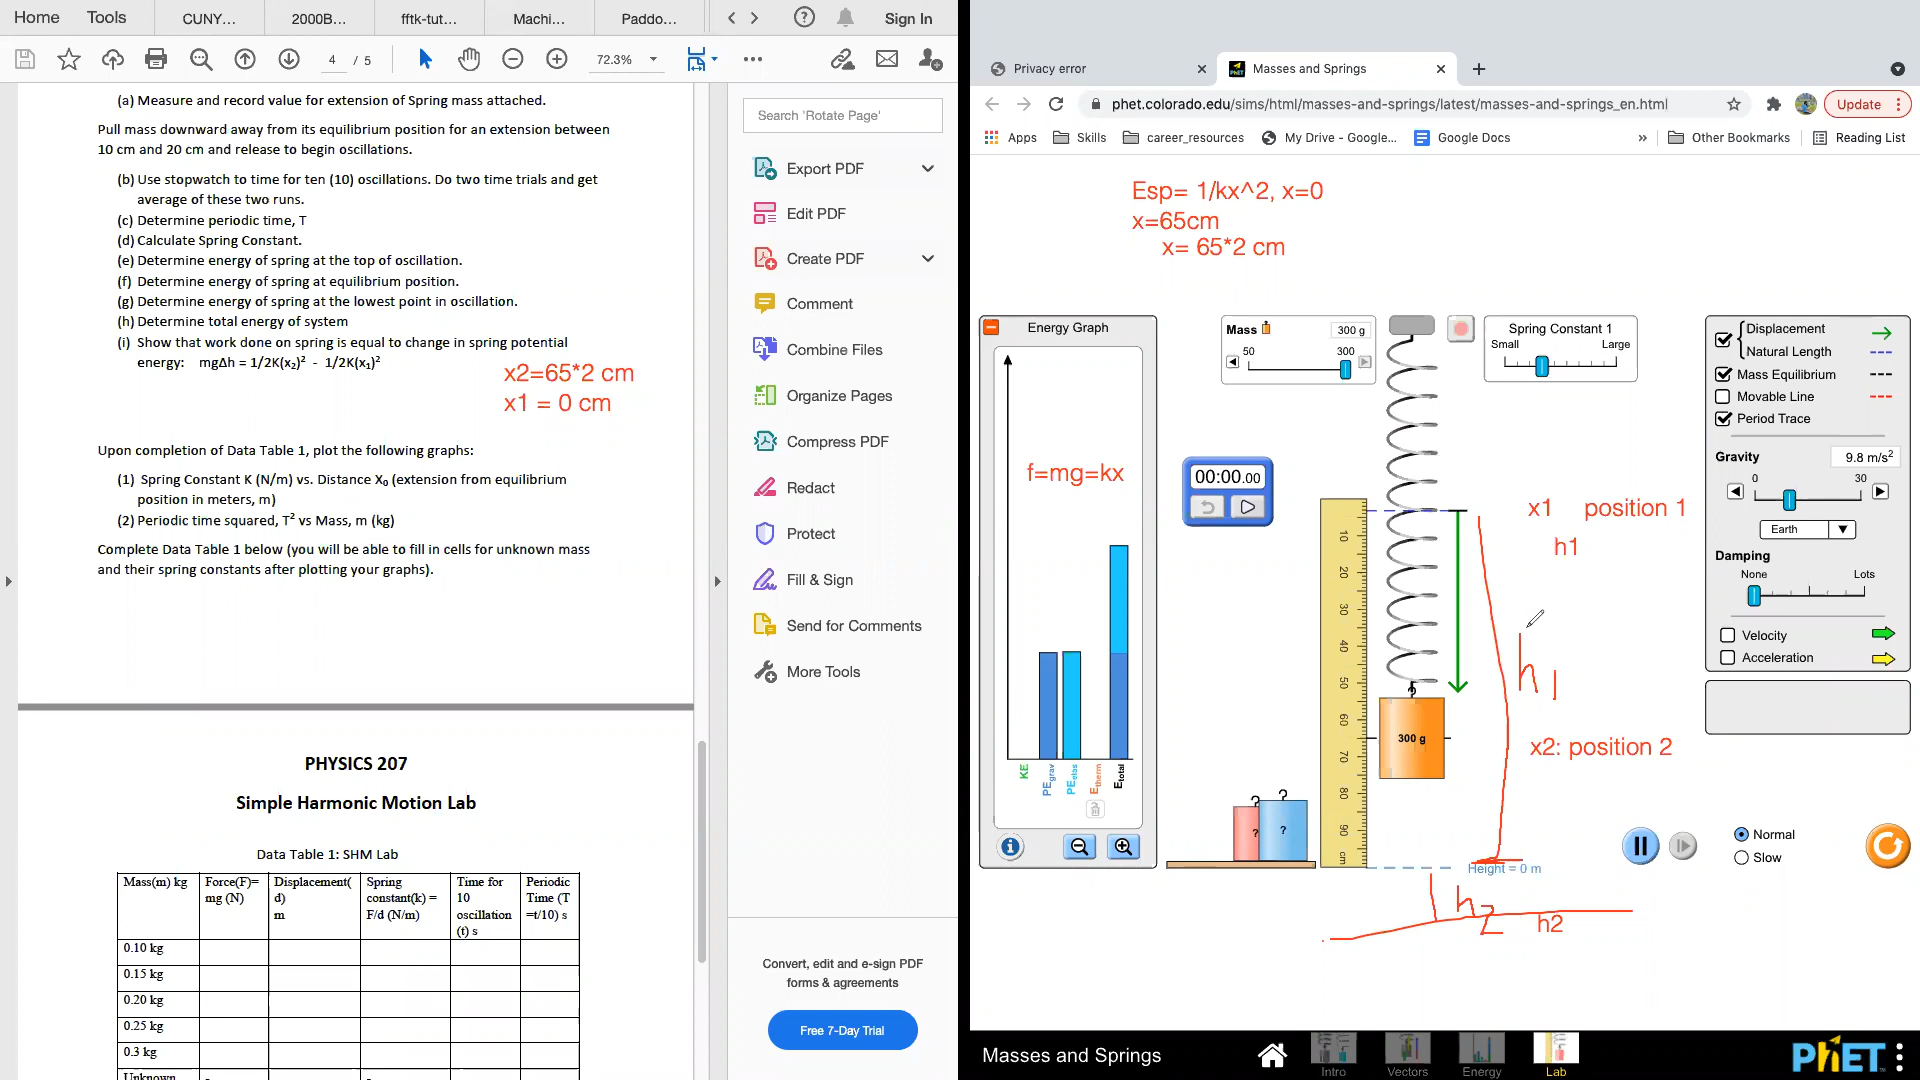 Home Tools CUNY... 2000B... fftk-tut... Machi... Paddo... Sign In
4 / 5 72.3%
(a) Measure and record value for extension of Spring mass attached.
Pull mass downward away from its equilibrium position for an extension between
10 cm and 20 cm and release to begin oscillations.
(b) Use stopwatch to time for ten (10) oscillations. Do two time trials and get
average of these two runs.
(c) Determine periodic time, T
(d) Calculate Spring Constant.
(e) Determine energy of spring at the top of oscillation.
(f) Determine energy of spring at equilibrium position.
(g) Determine energy of spring at the lowest point in oscillation.
(h) Determine total energy of system
(i) Show that work done on spring is equal to change in spring potential
energy: mgΔh = 1/2K(x₂)² - 1/2K(x₁)²
x2=65*2 cm
x1 = 0 cm
Upon completion of Data Table 1, plot the following graphs:
(1) Spring Constant K (N/m) vs. Distance X₀ (extension from equilibrium
position in meters, m)
(2) Periodic time squared, T² vs Mass, m (kg)
Complete Data Table 1 below (you will be able to fill in cells for unknown mass
and their spring constants after plotting your graphs).
PHYSICS 207
Simple Harmonic Motion Lab
Data Table 1: SHM Lab
Mass(m) kg
Force(F)=
mg (N)
Displacement(
d)
m
Spring
constant(k) =
F/d (N/m)
Time for
10
oscillation
(t) s
Periodic
Time (T
=t/10) s
0.10 kg
0.15 kg
0.20 kg
0.25 kg
0.3 kg
Unknown
Search 'Rotate Page'
Export PDF
Edit PDF
Create PDF
Comment
Combine Files
Organize Pages
Compress PDF
Redact
Protect
Fill & Sign
Send for Comments
More Tools
Convert, edit and e-sign PDF
forms & agreements
Free 7-Day Trial
Privacy error
Masses and Springs
phet.colorado.edu/sims/html/masses-and-springs/latest/masses-and-springs_en.html
Update
Apps Skills career_resources My Drive - Google... Google Docs » Other Bookmarks Reading List
Esp= 1/kx^2, x=0
x=65cm
x= 65*2 cm
Energy Graph
f=mg=kx
KE
PEgrav
PEelas
Etherm
Etotal
Mass 300 g
50 300
Spring Constant 1
Small Large
00:00.00
10
20
30
40
50
60
70
80
90
cm
300 g
?
?
x1 position 1
h1
h1
x2: position 2
Height = 0 m
h2
h2
Displacement
Natural Length
Mass Equilibrium
Movable Line
Period Trace
Gravity 9.8 m/s²
0 30
Earth
Damping
None Lots
Velocity
Acceleration
Normal
Slow
Masses and Springs
Intro
Vectors
Energy
Lab
PhET